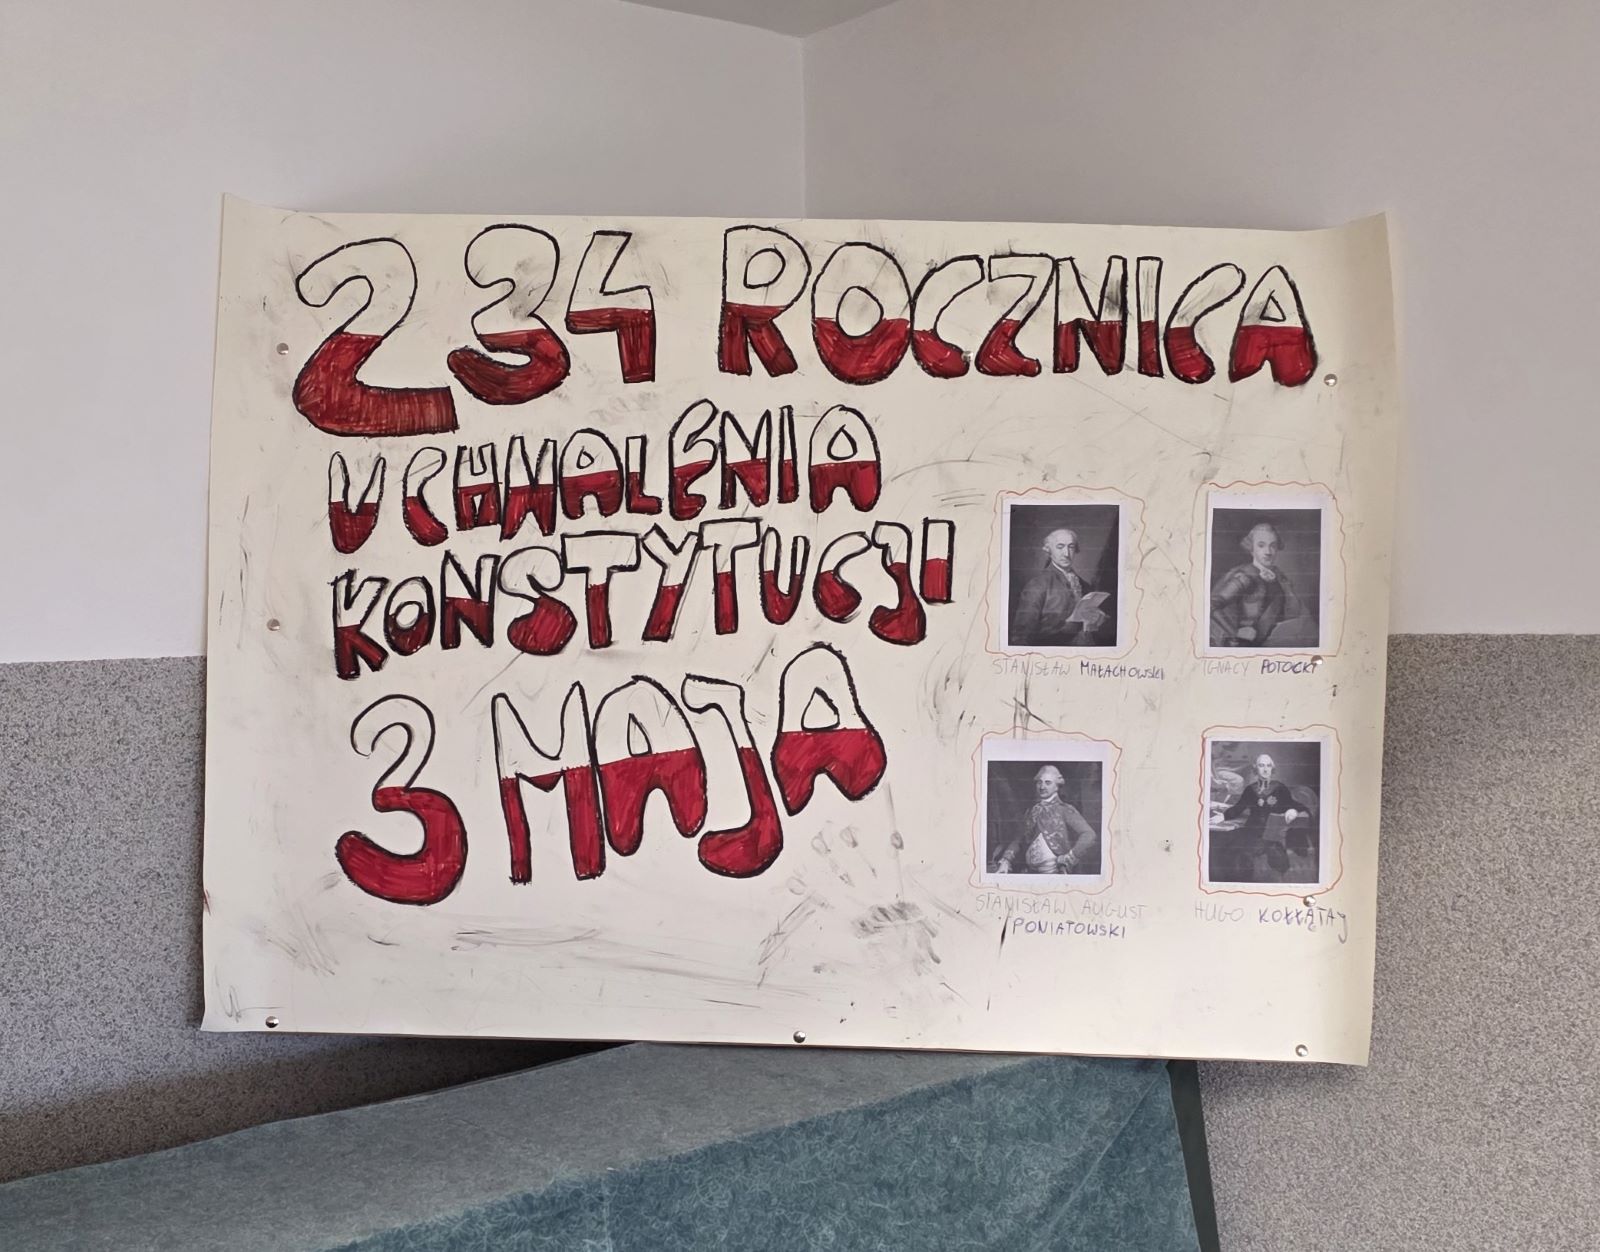 234 ROCZNICA
UCHWALENIA
KONSTYTUCJI
3 MAJA
STANISŁAW MAŁACHOWSKI
IGNACY POTOCKI
STANISŁAW AUGUST
PONIATOWSKI
HUGO KOŁŁĄTAJ